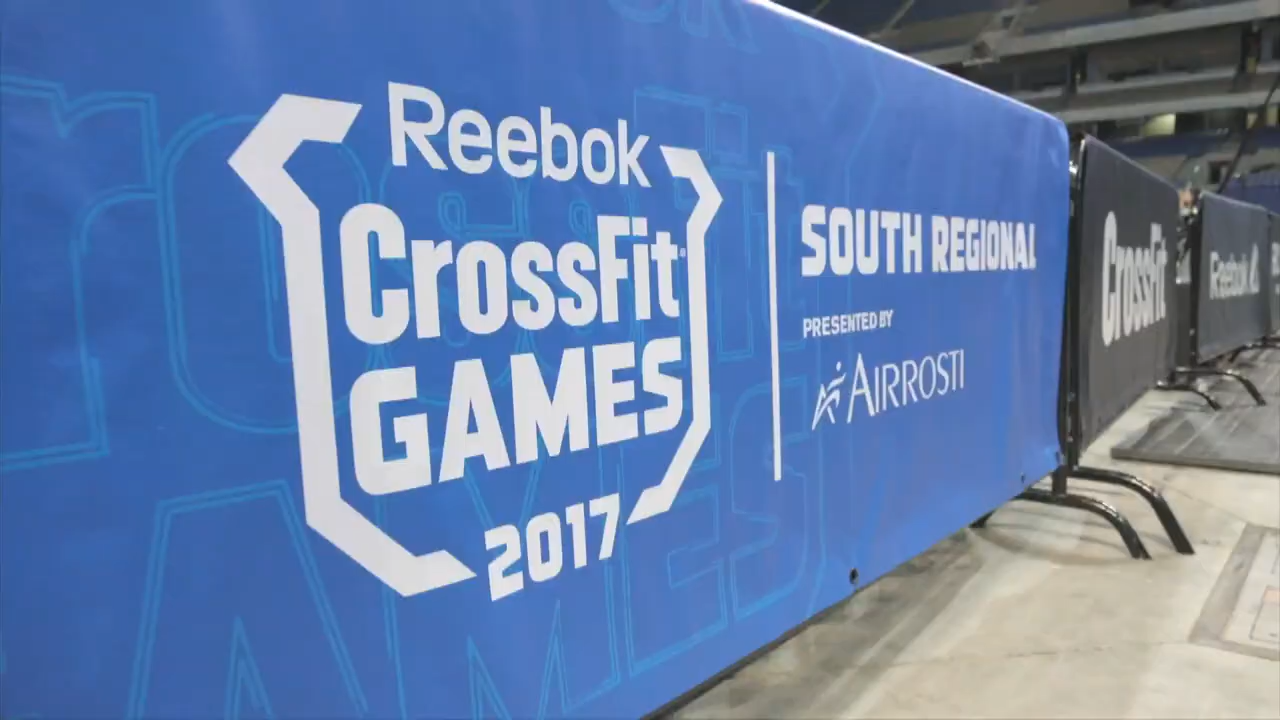 Reebok
CrossFit
GAMES
2017
SOUTH REGIONAL
PRESENTED BY
AIRROSTI
CrossFit
Reebok